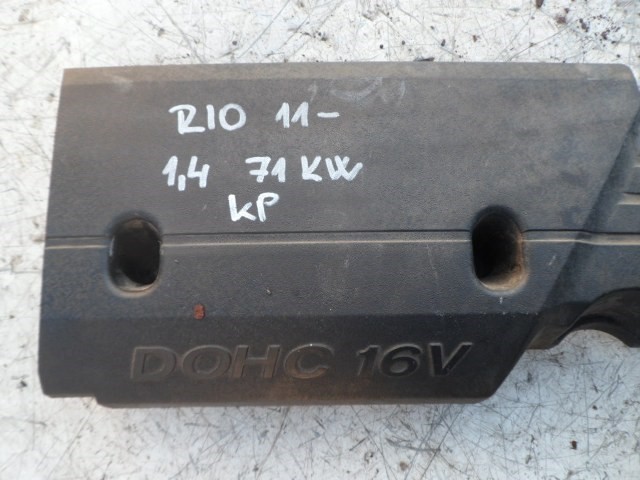 RIO 11-
1,4 71 KW
KP
DOHC 16V